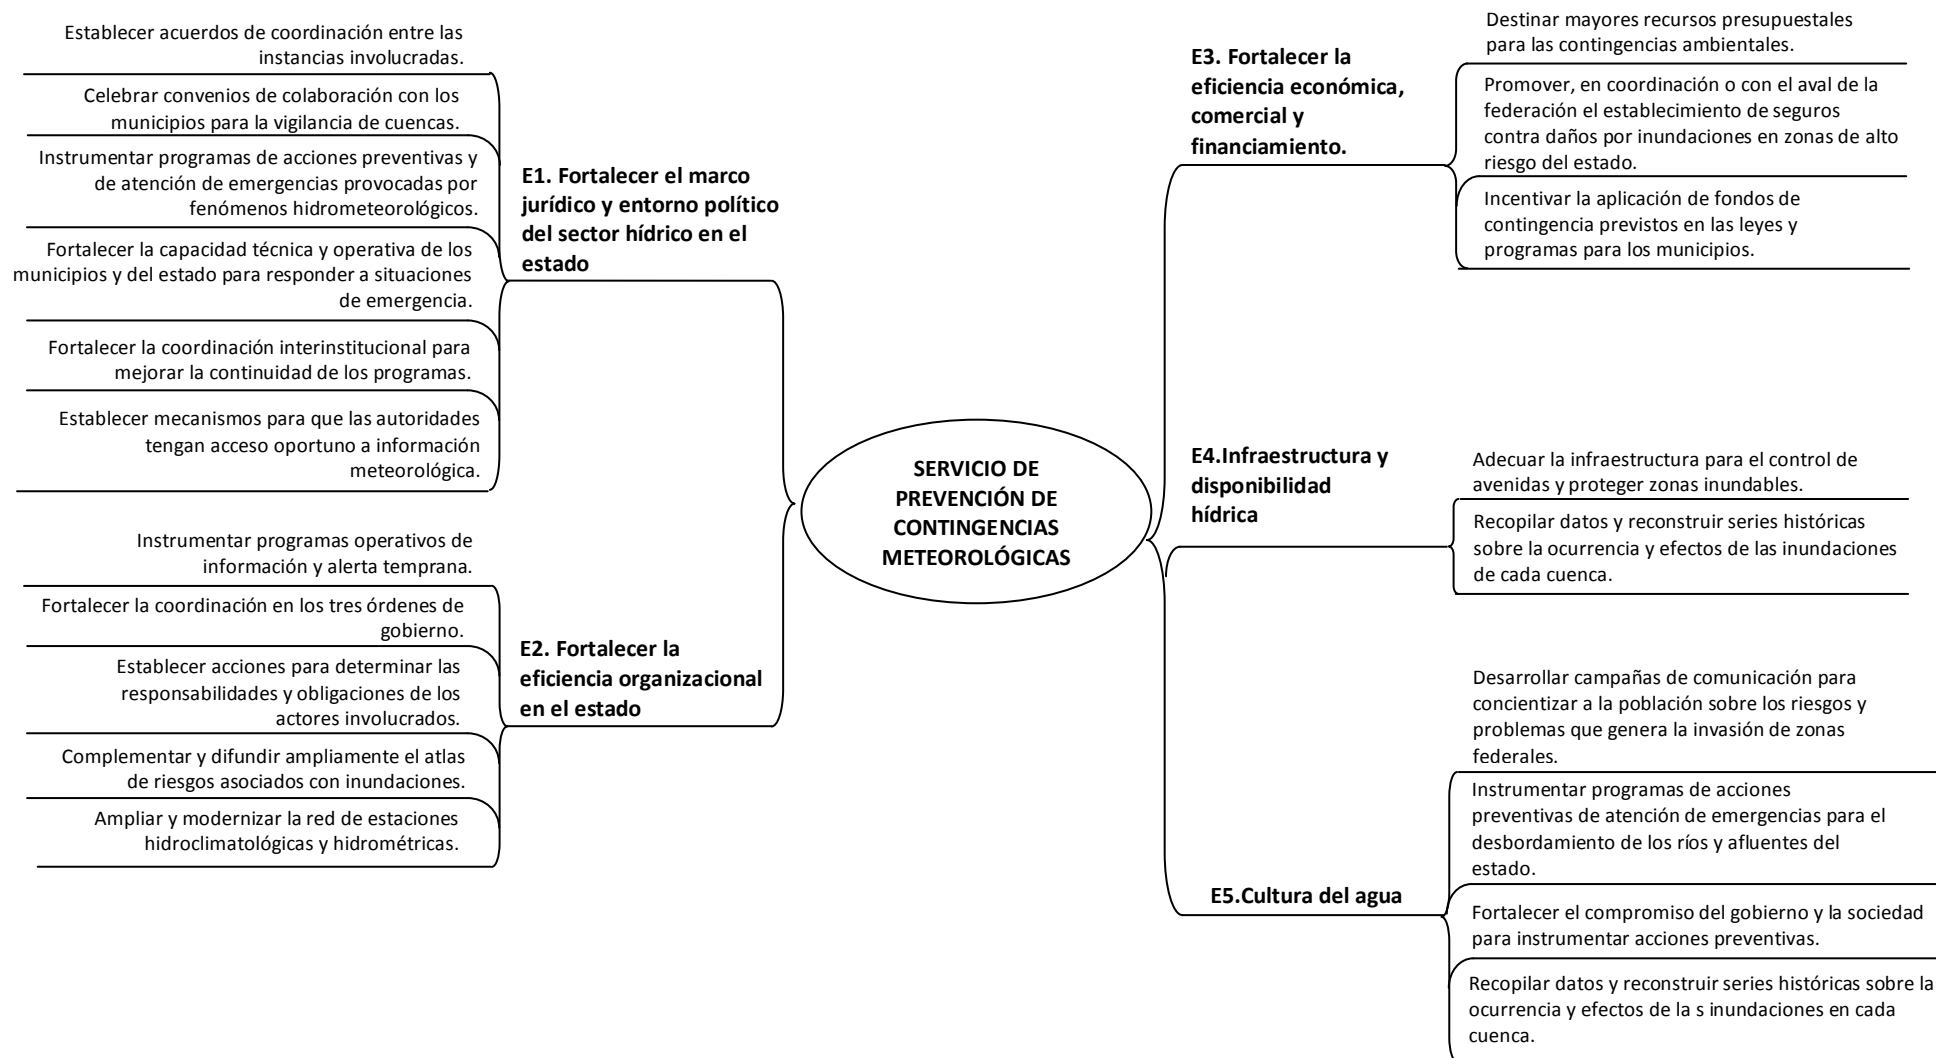 Establecer acuerdos de coordinación entre las
instancias involucradas.
Celebrar convenios de colaboración con los
municipios para la vigilancia de cuencas.
Instrumentar programas de acciones preventivas y
de atención de emergencias provocadas por
fenómenos hidrometeorológicos.
Fortalecer la capacidad técnica y operativa de los
municipios y del estado para responder a situaciones
de emergencia.
Fortalecer la coordinación interinstitucional para
mejorar la continuidad de los programas.
Establecer mecanismos para que las autoridades
tengan acceso oportuno a información
meteorológica.
E1. Fortalecer el marco
jurídico y entorno político
del sector hídrico en el
estado
Instrumentar programas operativos de
información y alerta temprana.
Fortalecer la coordinación en los tres órdenes de
gobierno.
Establecer acciones para determinar las
responsabilidades y obligaciones de los
actores involucrados.
Complementar y difundir ampliamente el atlas
de riesgos asociados con inundaciones.
Ampliar y modernizar la red de estaciones
hidroclimatológicas y hidrométricas.
E2. Fortalecer la
eficiencia organizacional
en el estado
SERVICIO DE
PREVENCIÓN DE
CONTINGENCIAS
METEOROLÓGICAS
E3. Fortalecer la
eficiencia económica,
comercial y
financiamiento.
Destinar mayores recursos presupuestales
para las contingencias ambientales.
Promover, en coordinación o con el aval de la
federación el establecimiento de seguros
contra daños por inundaciones en zonas de alto
riesgo del estado.
Incentivar la aplicación de fondos de
contingencia previstos en las leyes y
programas para los municipios.
E4.Infraestructura y
disponibilidad
hídrica
Adecuar la infraestructura para el control de
avenidas y proteger zonas inundables.
Recopilar datos y reconstruir series históricas
sobre la ocurrencia y efectos de las inundaciones
de cada cuenca.
E5.Cultura del agua
Desarrollar campañas de comunicación para
concientizar a la población sobre los riesgos y
problemas que genera la invasión de zonas
federales.
Instrumentar programas de acciones
preventivas de atención de emergencias para el
desbordamiento de los ríos y afluentes del
estado.
Fortalecer el compromiso del gobierno y la sociedad
para instrumentar acciones preventivas.
Recopilar datos y reconstruir series históricas sobre la
ocurrencia y efectos de la s inundaciones en cada
cuenca.